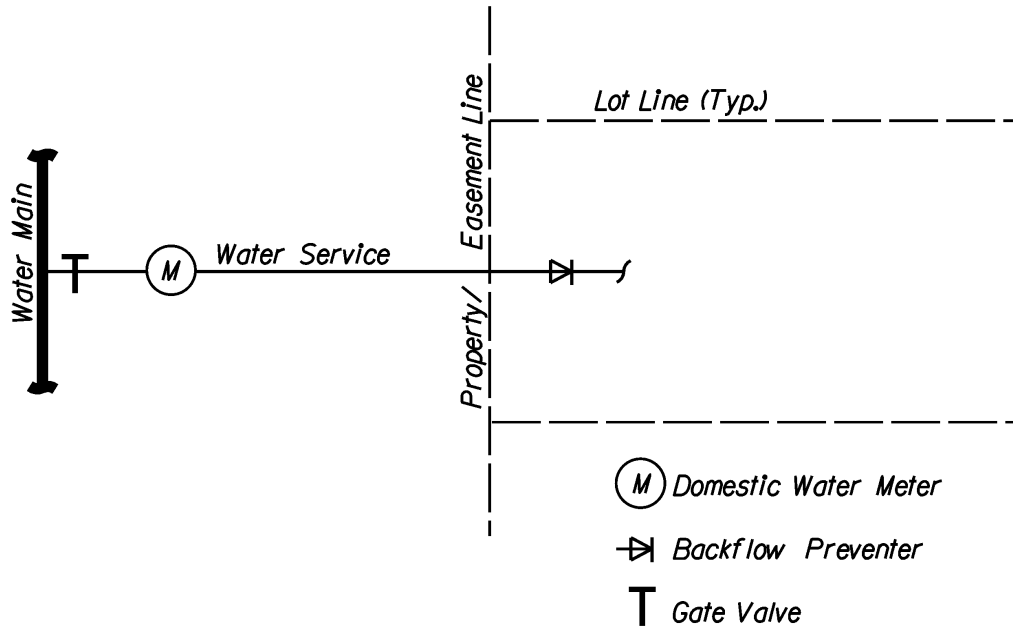 Lot Line (Typ.)
Property/ Easement Line
Water Main
M
Water Service
M Domestic Water Meter
Backflow Preventer
Gate Valve